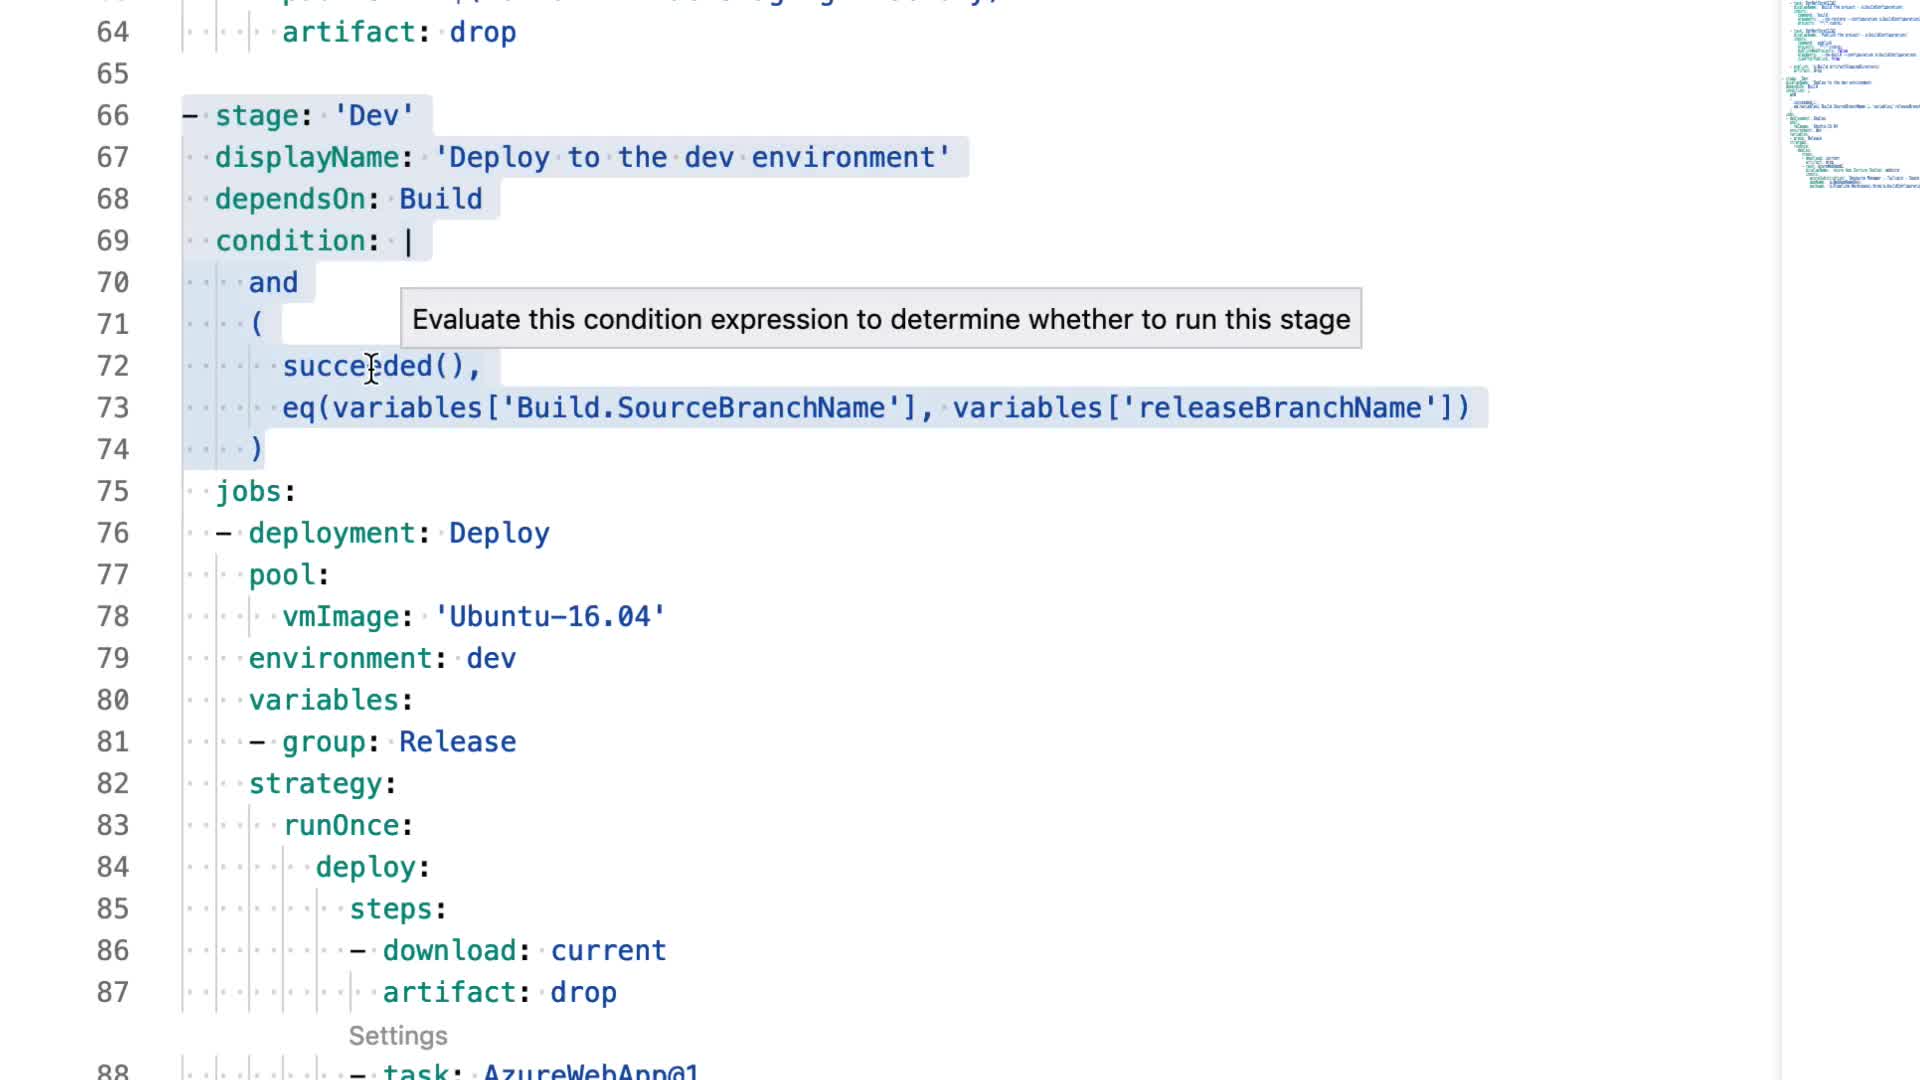 64 artifact: drop
65
66 - stage: 'Dev'
67 displayName: 'Deploy to the dev environment'
68 dependsOn: Build
69 condition: |
70 and
71 (
Evaluate this condition expression to determine whether to run this stage
72 succeeded(),
73 eq(variables['Build.SourceBranchName'], variables['releaseBranchName'])
74 )
75 jobs:
76 - deployment: Deploy
77 pool:
78 vmImage: 'Ubuntu-16.04'
79 environment: dev
80 variables:
81 - group: Release
82 strategy:
83 runOnce:
84 deploy:
85 steps:
86 - download: current
87 artifact: drop
Settings
88 - task: AzureWebApp@1